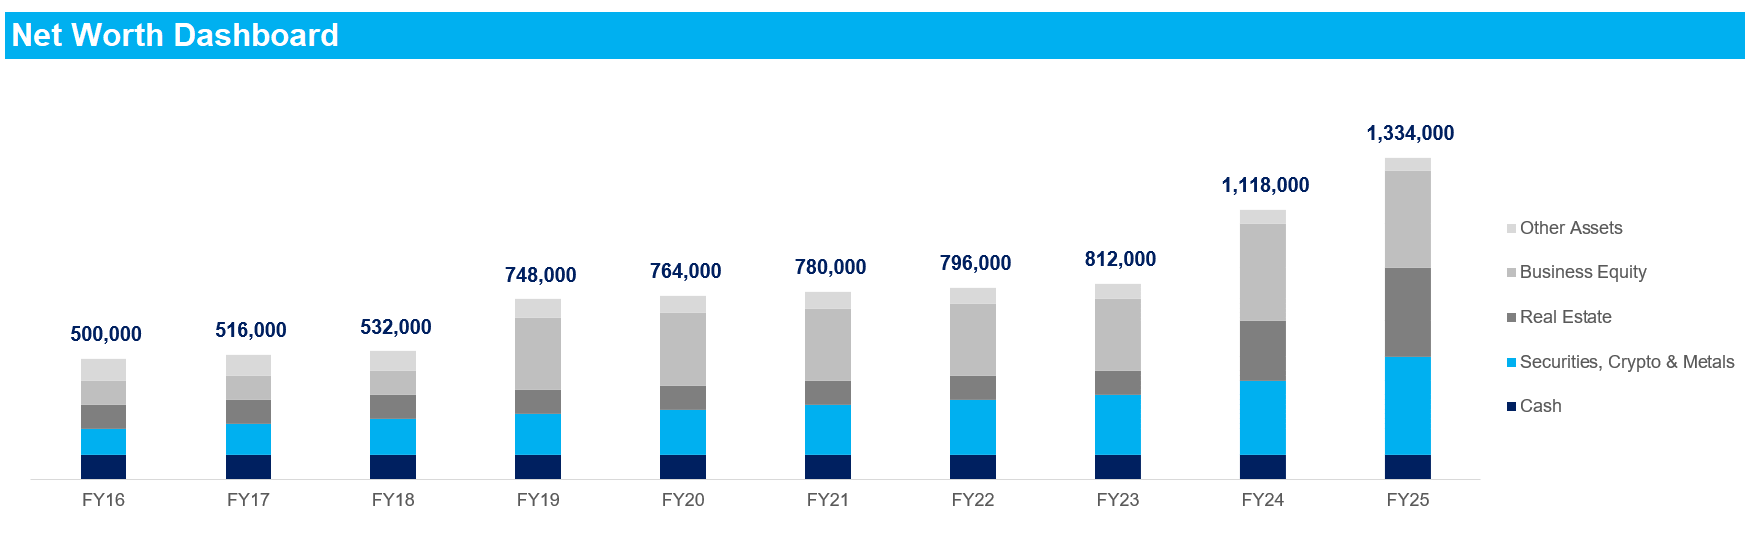 Net Worth Dashboard
1,334,000
1,118,000
812,000
796,000
780,000
764,000
748,000
532,000
516,000
500,000
Other Assets
Business Equity
Real Estate
Securities, Crypto & Metals
Cash
FY16 FY17 FY18 FY19 FY20 FY21 FY22 FY23 FY24 FY25